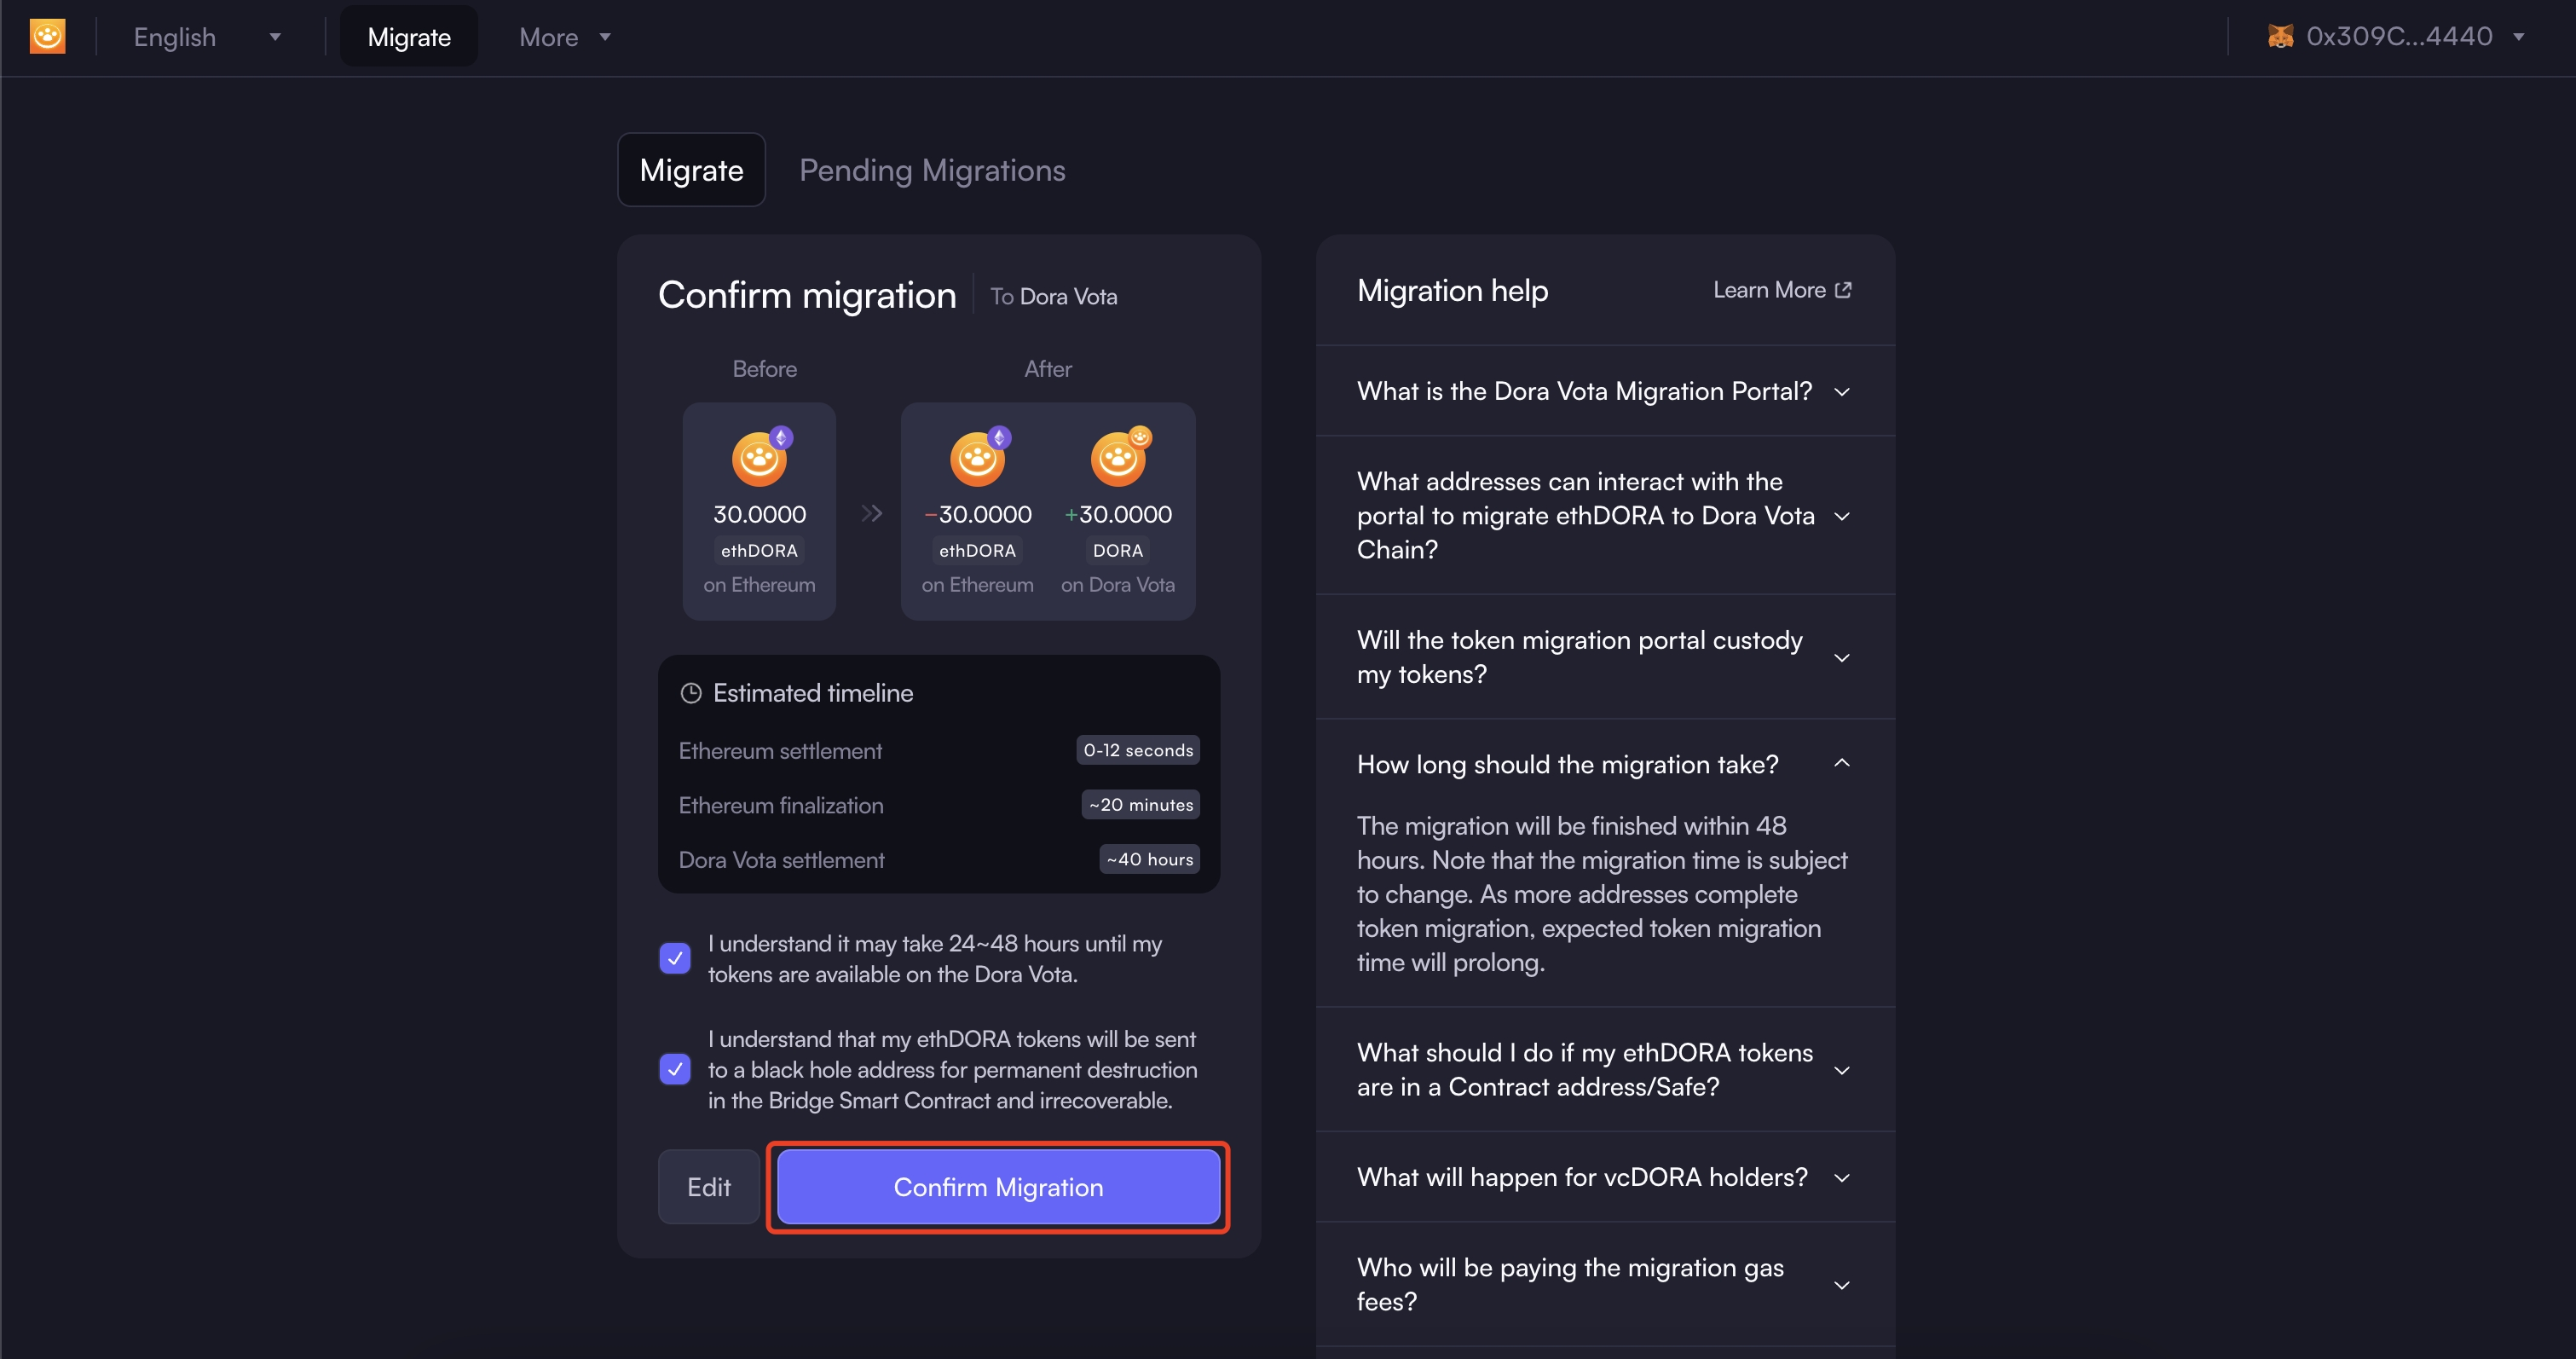 English
Migrate
More
0x309C...4440
Migrate
Pending Migrations
Confirm migration
To Dora Vota
Before
After
30.0000
ethDORA
on Ethereum
−30.0000
ethDORA
on Ethereum
+30.0000
DORA
on Dora Vota
Estimated timeline
Ethereum settlement
0-12 seconds
Ethereum finalization
~20 minutes
Dora Vota settlement
~40 hours
I understand it may take 24~48 hours until my
tokens are available on the Dora Vota.
I understand that my ethDORA tokens will be sent
to a black hole address for permanent destruction
in the Bridge Smart Contract and irrecoverable.
Edit
Confirm Migration
Migration help
Learn More
What is the Dora Vota Migration Portal?
What addresses can interact with the
portal to migrate ethDORA to Dora Vota
Chain?
Will the token migration portal custody
my tokens?
How long should the migration take?
The migration will be finished within 48
hours. Note that the migration time is subject
to change. As more addresses complete
token migration, expected token migration
time will prolong.
What should I do if my ethDORA tokens
are in a Contract address/Safe?
What will happen for vcDORA holders?
Who will be paying the migration gas
fees?